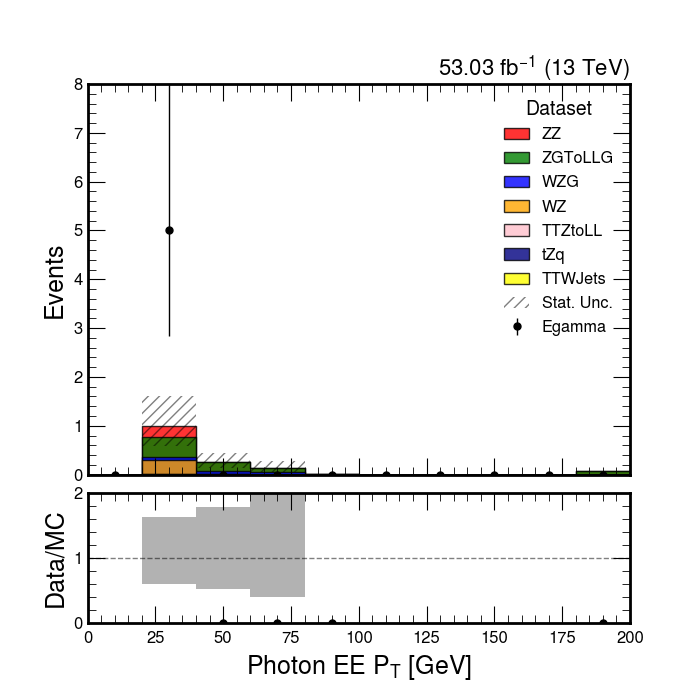 53.03 fb⁻¹ (13 TeV)
8
7
6
5
4
3
2
1
0
Events
Dataset
ZZ
ZGToLLG
WZG
WZ
TTZtoLL
tZq
TTWJets
Stat. Unc.
Egamma
2
1
0
Data/MC
0 25 50 75 100 125 150 175 200
Photon EE P_T [GeV]